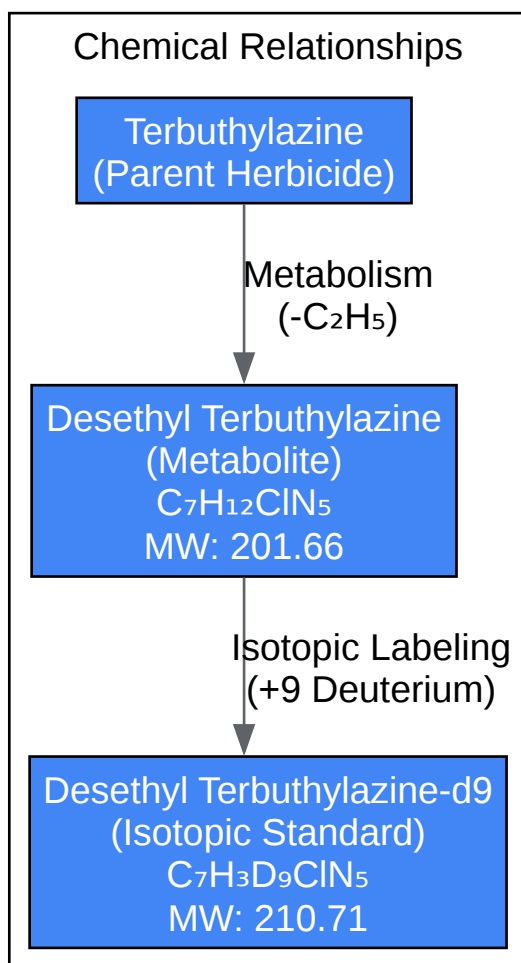 Chemical Relationships
Terbuthylazine
(Parent Herbicide)
Metabolism
(-C₂H₅)
Desethyl Terbuthylazine
(Metabolite)
C₇H₁₂ClN₅
MW: 201.66
Isotopic Labeling
(+9 Deuterium)
Desethyl Terbuthylazine-d9
(Isotopic Standard)
C₇H₃D₉ClN₅
MW: 210.71